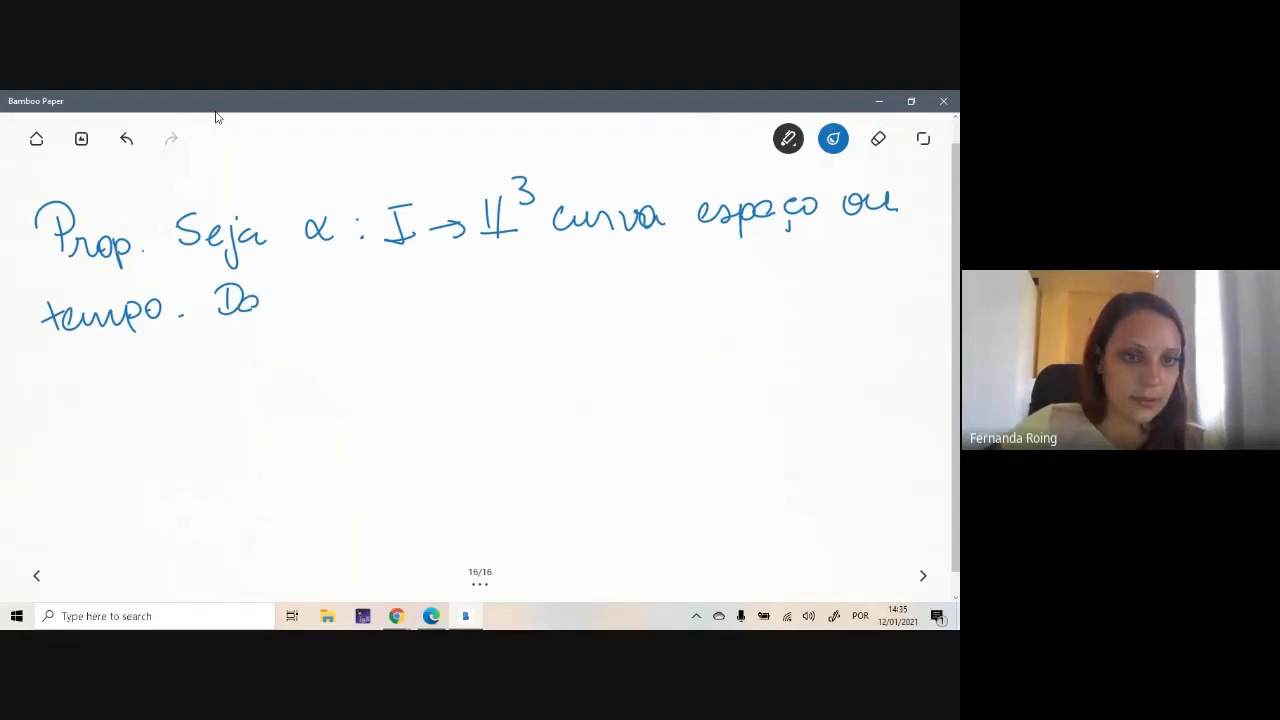 Bamboo Paper
Prop. Seja α : I → 𝕃³ curva espaço ou
tempo. Do
16/16
Fernanda Roing
Type here to search
POR
14:35
12/01/2021
1